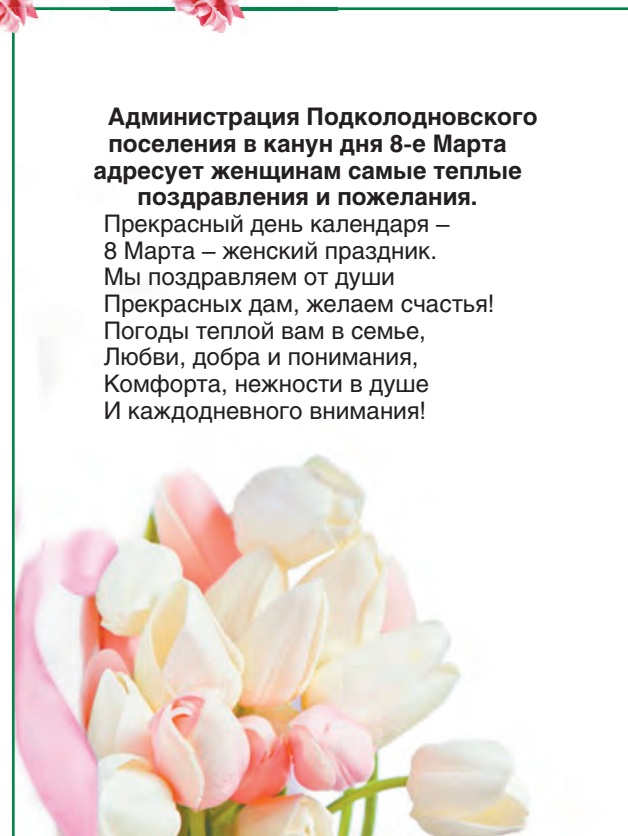 Администрация Подколодновского
поселения в канун дня 8-е Марта
адресует женщинам самые теплые
поздравления и пожелания.
Прекрасный день календаря –
8 Марта – женский праздник.
Мы поздравляем от души
Прекрасных дам, желаем счастья!
Погоды теплой вам в семье,
Любви, добра и понимания,
Комфорта, нежности в душе
И каждодневного внимания!